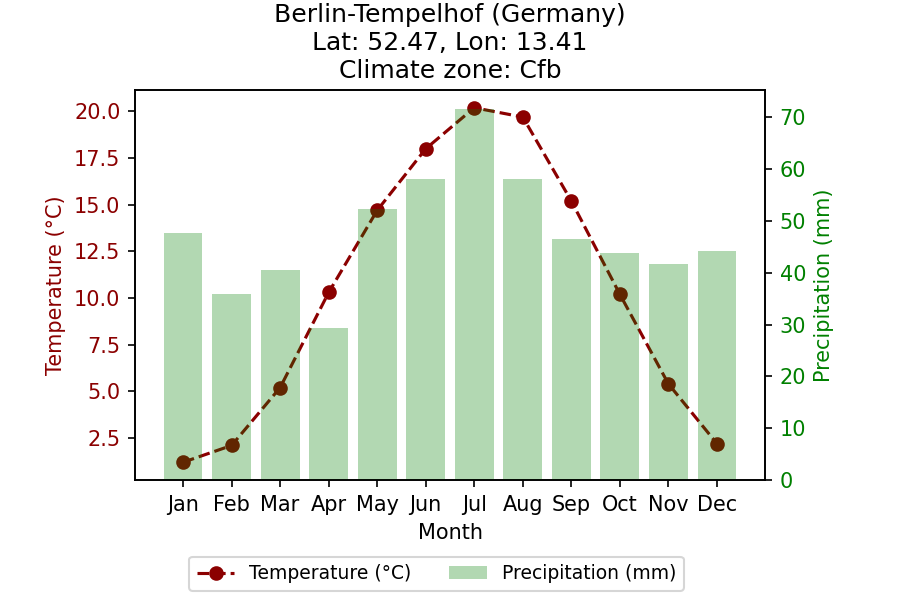 Berlin-Tempelhof (Germany)
Lat: 52.47, Lon: 13.41
Climate zone: Cfb
Temperature (°C)
20.0
17.5
15.0
12.5
10.0
7.5
5.0
2.5
70
60
50
40
30
20
10
0
Precipitation (mm)
Jan Feb Mar Apr May Jun Jul Aug Sep Oct Nov Dec
Month
Temperature (°C) Precipitation (mm)